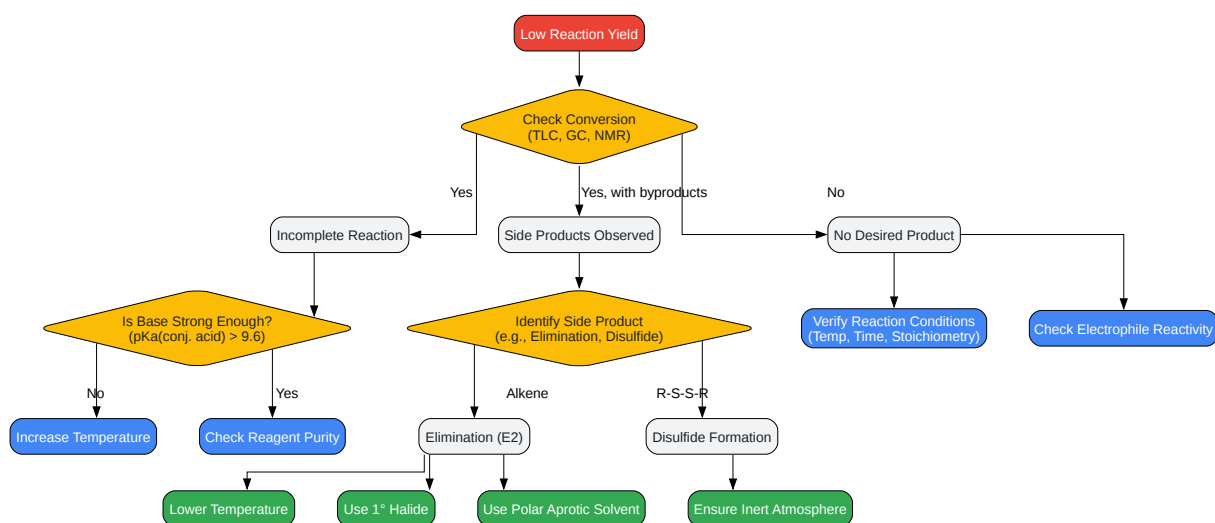 Low Reaction Yield
Check Conversion
(TLC, GC, NMR)
Yes
Yes, with byproducts
No
Incomplete Reaction
Side Products Observed
No Desired Product
Is Base Strong Enough?
(pKa(conj. acid) > 9.6)
Identify Side Product
(e.g., Elimination, Disulfide)
Verify Reaction Conditions
(Temp, Time, Stoichiometry)
Check Electrophile Reactivity
No
Yes
Alkene
R-S-S-R
Increase Temperature
Check Reagent Purity
Elimination (E2)
Disulfide Formation
Lower Temperature
Use 1° Halide
Use Polar Aprotic Solvent
Ensure Inert Atmosphere